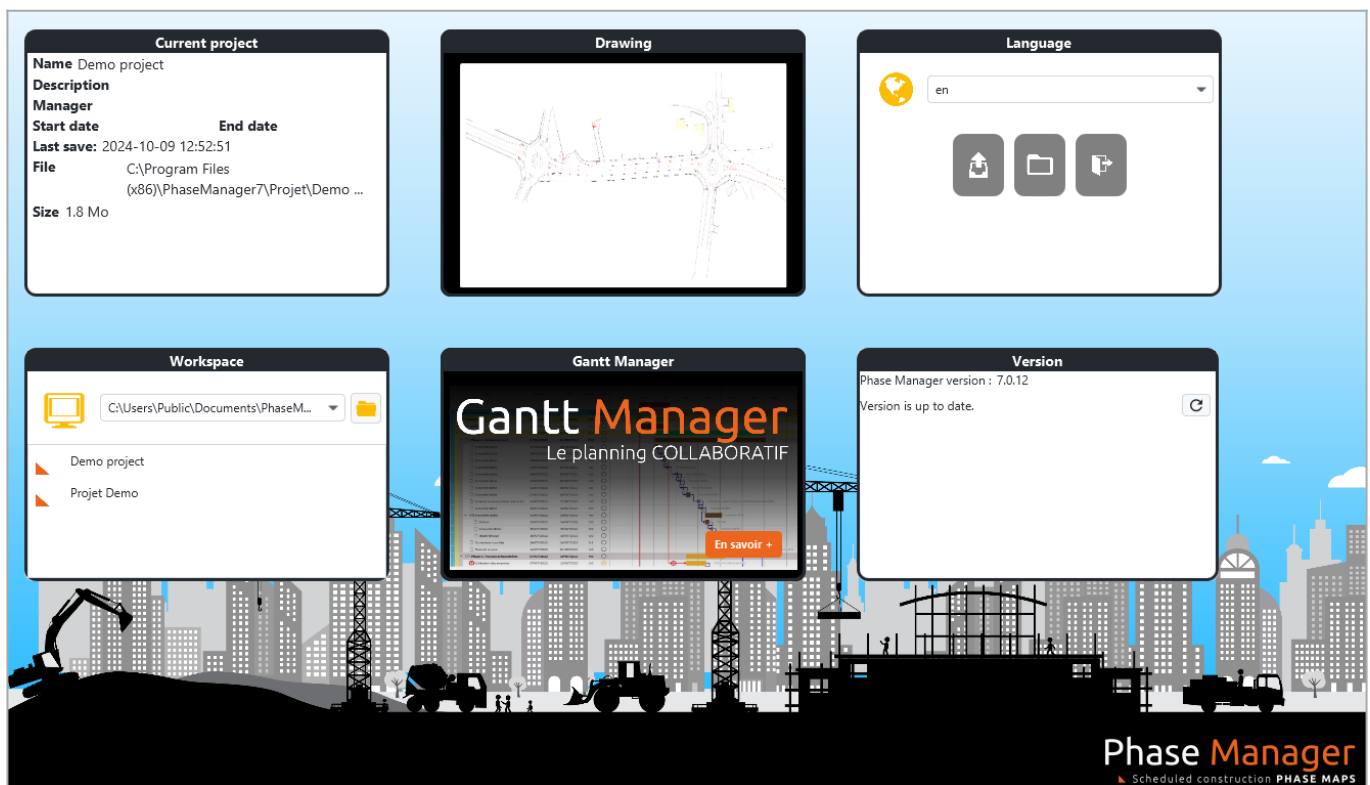 Current project
Name Demo project
Description
Manager
Start date End date
Last save: 2024-10-09 12:52:51
File C:\Program Files
(x86)\PhaseManager7\Projet\Demo ...
Size 1.8 Mo
Drawing
Language
en
Workspace
C:\Users\Public\Documents\PhaseM...
Demo project
Projet Demo
Gantt Manager
Gantt Manager
Le planning COLLABORATIF
En savoir +
Version
Phase Manager version : 7.0.12
Version is up to date.
Phase Manager
Scheduled construction PHASE MAPS